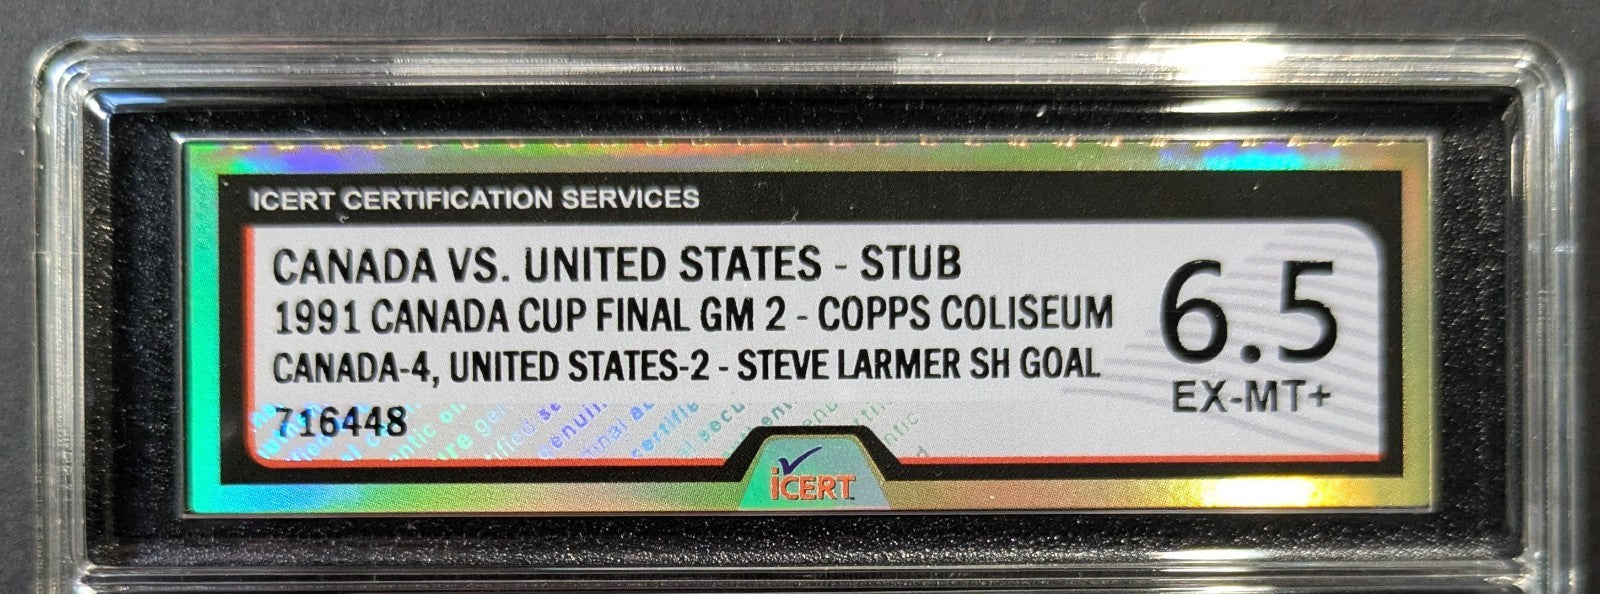 ICERT CERTIFICATION SERVICES
CANADA VS. UNITED STATES - STUB
1991 CANADA CUP FINAL GM 2 - COPPS COLISEUM
CANADA-4, UNITED STATES-2 - STEVE LARMER SH GOAL
716448
6.5
EX-MT+
iCERT